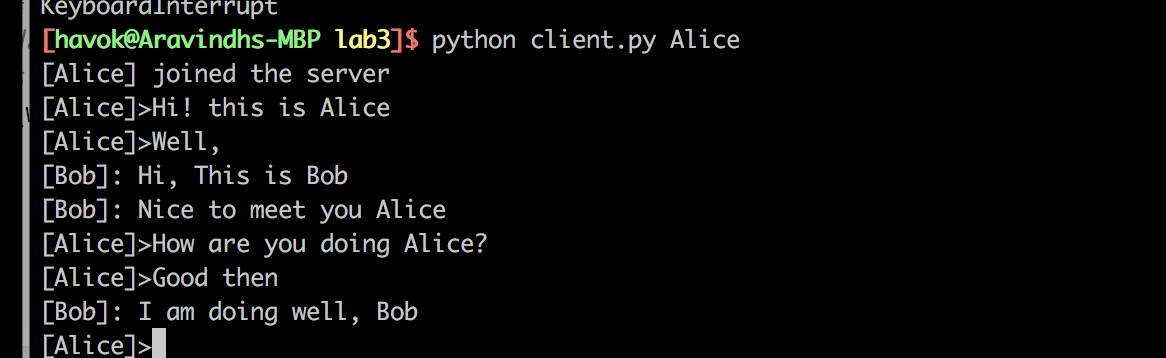 KeyboardInterrupt
[havok@Aravindhs-MBP lab3]$ python client.py Alice
[Alice] joined the server
[Alice]>Hi! this is Alice
[Alice]>Well,
[Bob]: Hi, This is Bob
[Bob]: Nice to meet you Alice
[Alice]>How are you doing Alice?
[Alice]>Good then
[Bob]: I am doing well, Bob
[Alice]>